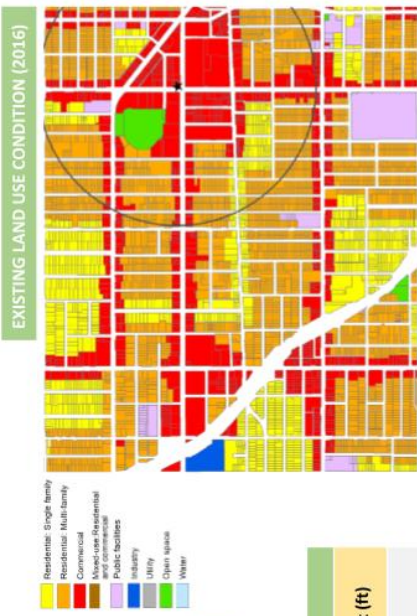 EXISTING LAND USE CONDITION (2016)
Residential: Single family
Residential: Multi-family
Commercial
Mixed-use Residential
and commercial
Public facilities
Industry
Utility
Open space
Water
(ft)